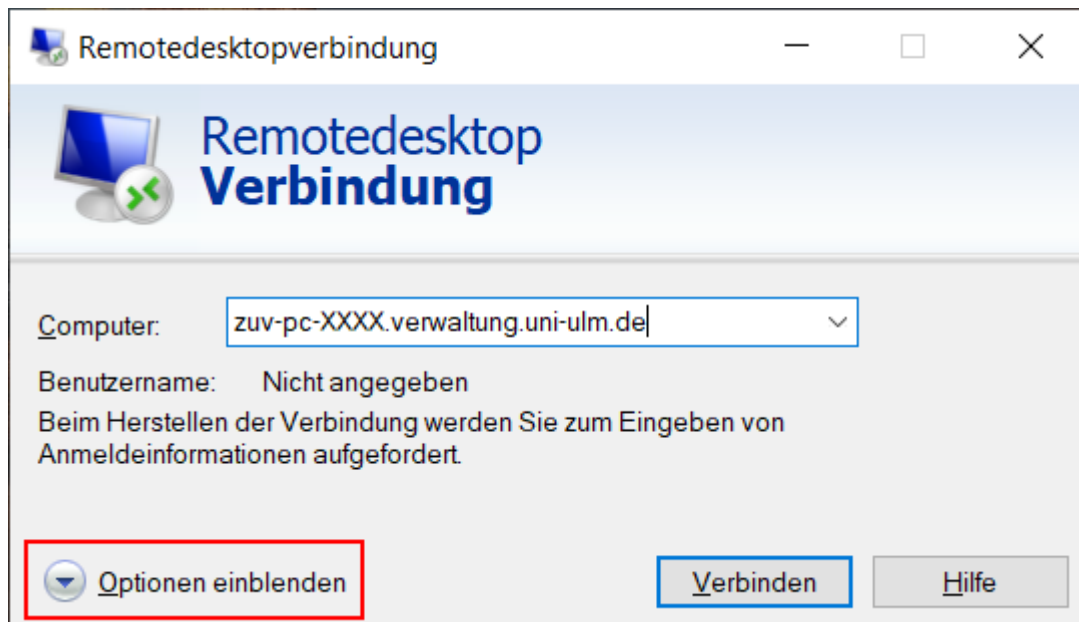 Remotedesktopverbindung
Remotedesktop
Verbindung
Computer: zuv-pc-XXXX.verwaltung.uni-ulm.de
Benutzername: Nicht angegeben
Beim Herstellen der Verbindung werden Sie zum Eingeben von
Anmeldeinformationen aufgefordert.
Optionen einblenden Verbinden Hilfe